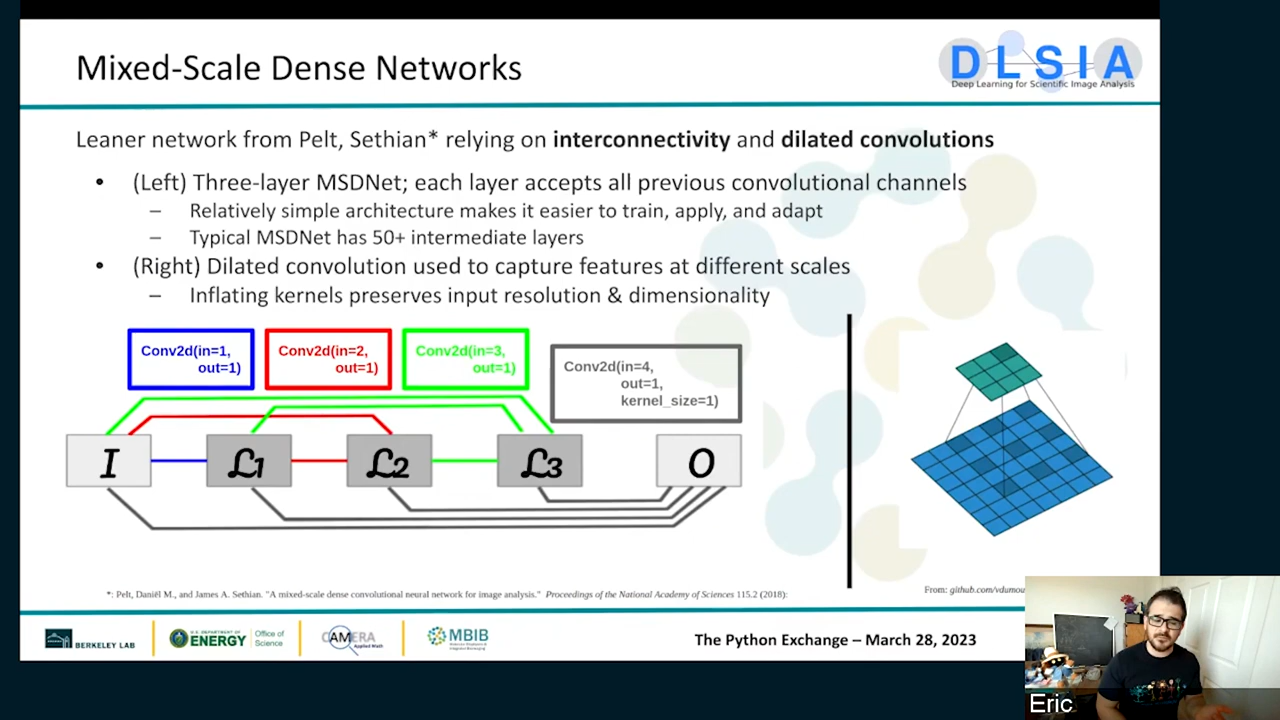 Mixed-Scale Dense Networks
DLSIA
Deep Learning for Scientific Image Analysis
Leaner network from Pelt, Sethian* relying on interconnectivity and dilated convolutions
• (Left) Three-layer MSDNet; each layer accepts all previous convolutional channels
– Relatively simple architecture makes it easier to train, apply, and adapt
– Typical MSDNet has 50+ intermediate layers
• (Right) Dilated convolution used to capture features at different scales
– Inflating kernels preserves input resolution & dimensionality
Conv2d(in=1,
out=1)
Conv2d(in=2,
out=1)
Conv2d(in=3,
out=1)
Conv2d(in=4,
out=1,
kernel_size=1)
I
L1
L2
L3
O
*: Pelt, Daniël M., and James A. Sethian. "A mixed-scale dense convolutional neural network for image analysis." Proceedings of the National Academy of Sciences 115.2 (2018):
From: github.com/vdumou
BERKELEY LAB
U.S. DEPARTMENT OF
ENERGY
Office of
Science
CAMERA
Applied Math
MBIB
The Python Exchange – March 28, 2023
Eric